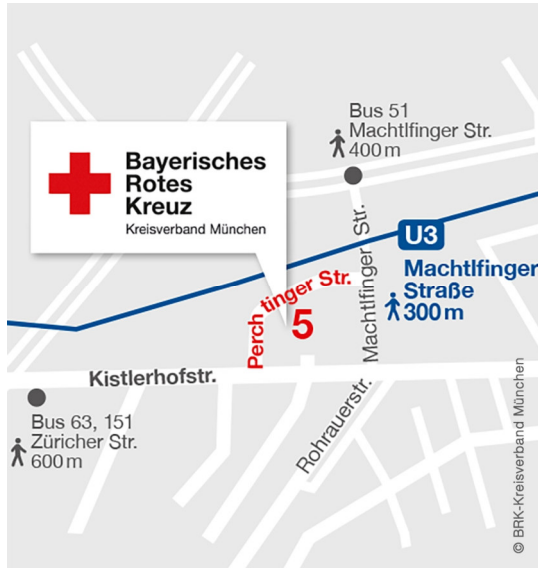 Bus 51
Machtlfinger Str.
400 m
Bayerisches
Rotes
Kreuz
Kreisverband München
U3
Machtlfinger
Straße
300 m
Machtlfinger Str.
Perchtinger Str.
5
Kistlerhofstr.
Bus 63, 151
Züricher Str.
600 m
Rohrauerstr.
© BRK-Kreisverband München